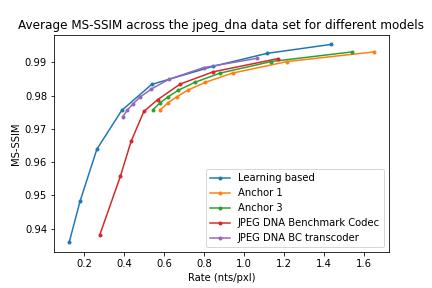 Average MS-SSIM across the jpeg_dna data set for different models
MS-SSIM
0.99
0.98
0.97
0.96
0.95
0.94
Learning based
Anchor 1
Anchor 3
JPEG DNA Benchmark Codec
JPEG DNA BC transcoder
0.2 0.4 0.6 0.8 1.0 1.2 1.4 1.6
Rate (nts/pxl)